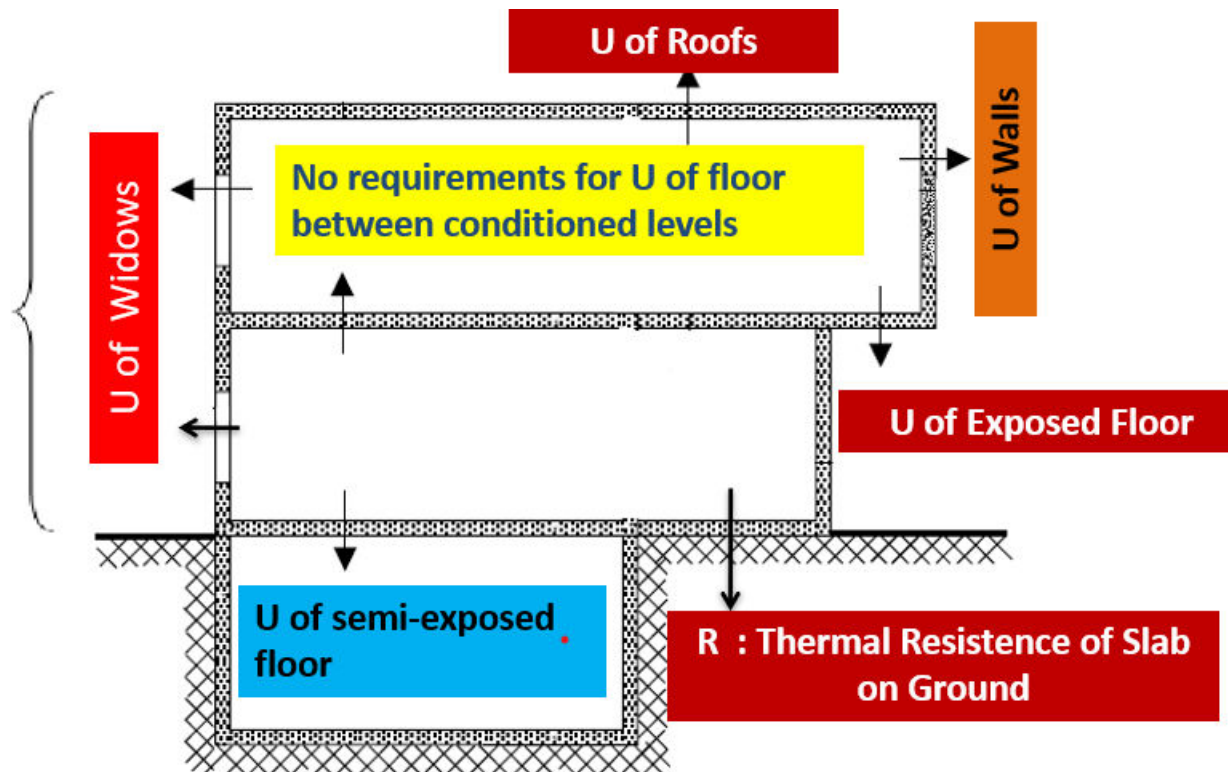 U of Roofs
U of Walls
U of Widows
No requirements for U of floor
between conditioned levels
U of Exposed Floor
U of semi-exposed
floor
R : Thermal Resistence of Slab
on Ground